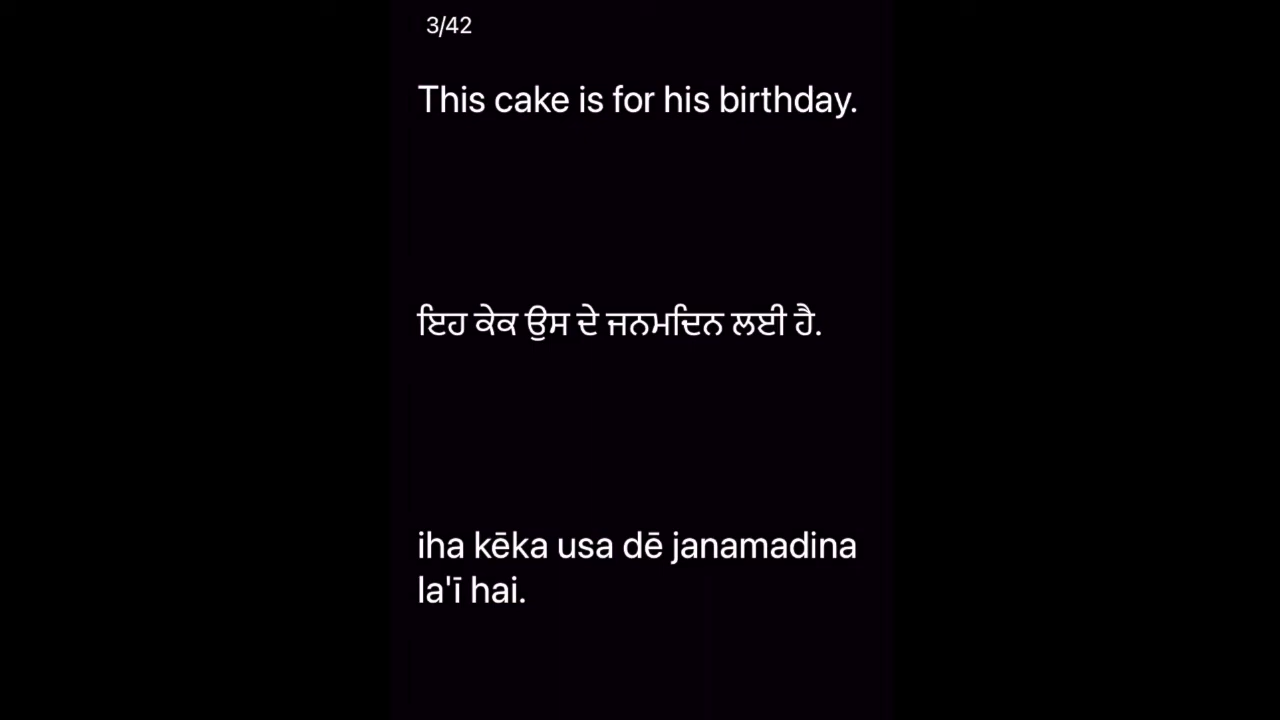 3/42
This cake is for his birthday.
ਇਹ ਕੇਕ ਉਸ ਦੇ ਜਨਮਦਿਨ ਲਈ ਹੈ.
iha kēka usa dē janamadina
la'ī hai.